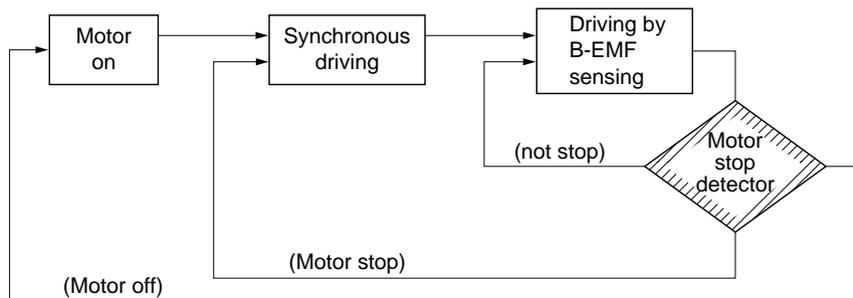 Motor
on
Synchronous
driving
Driving by
B-EMF
sensing
(not stop)
Motor
stop
detector
(Motor stop)
(Motor off)